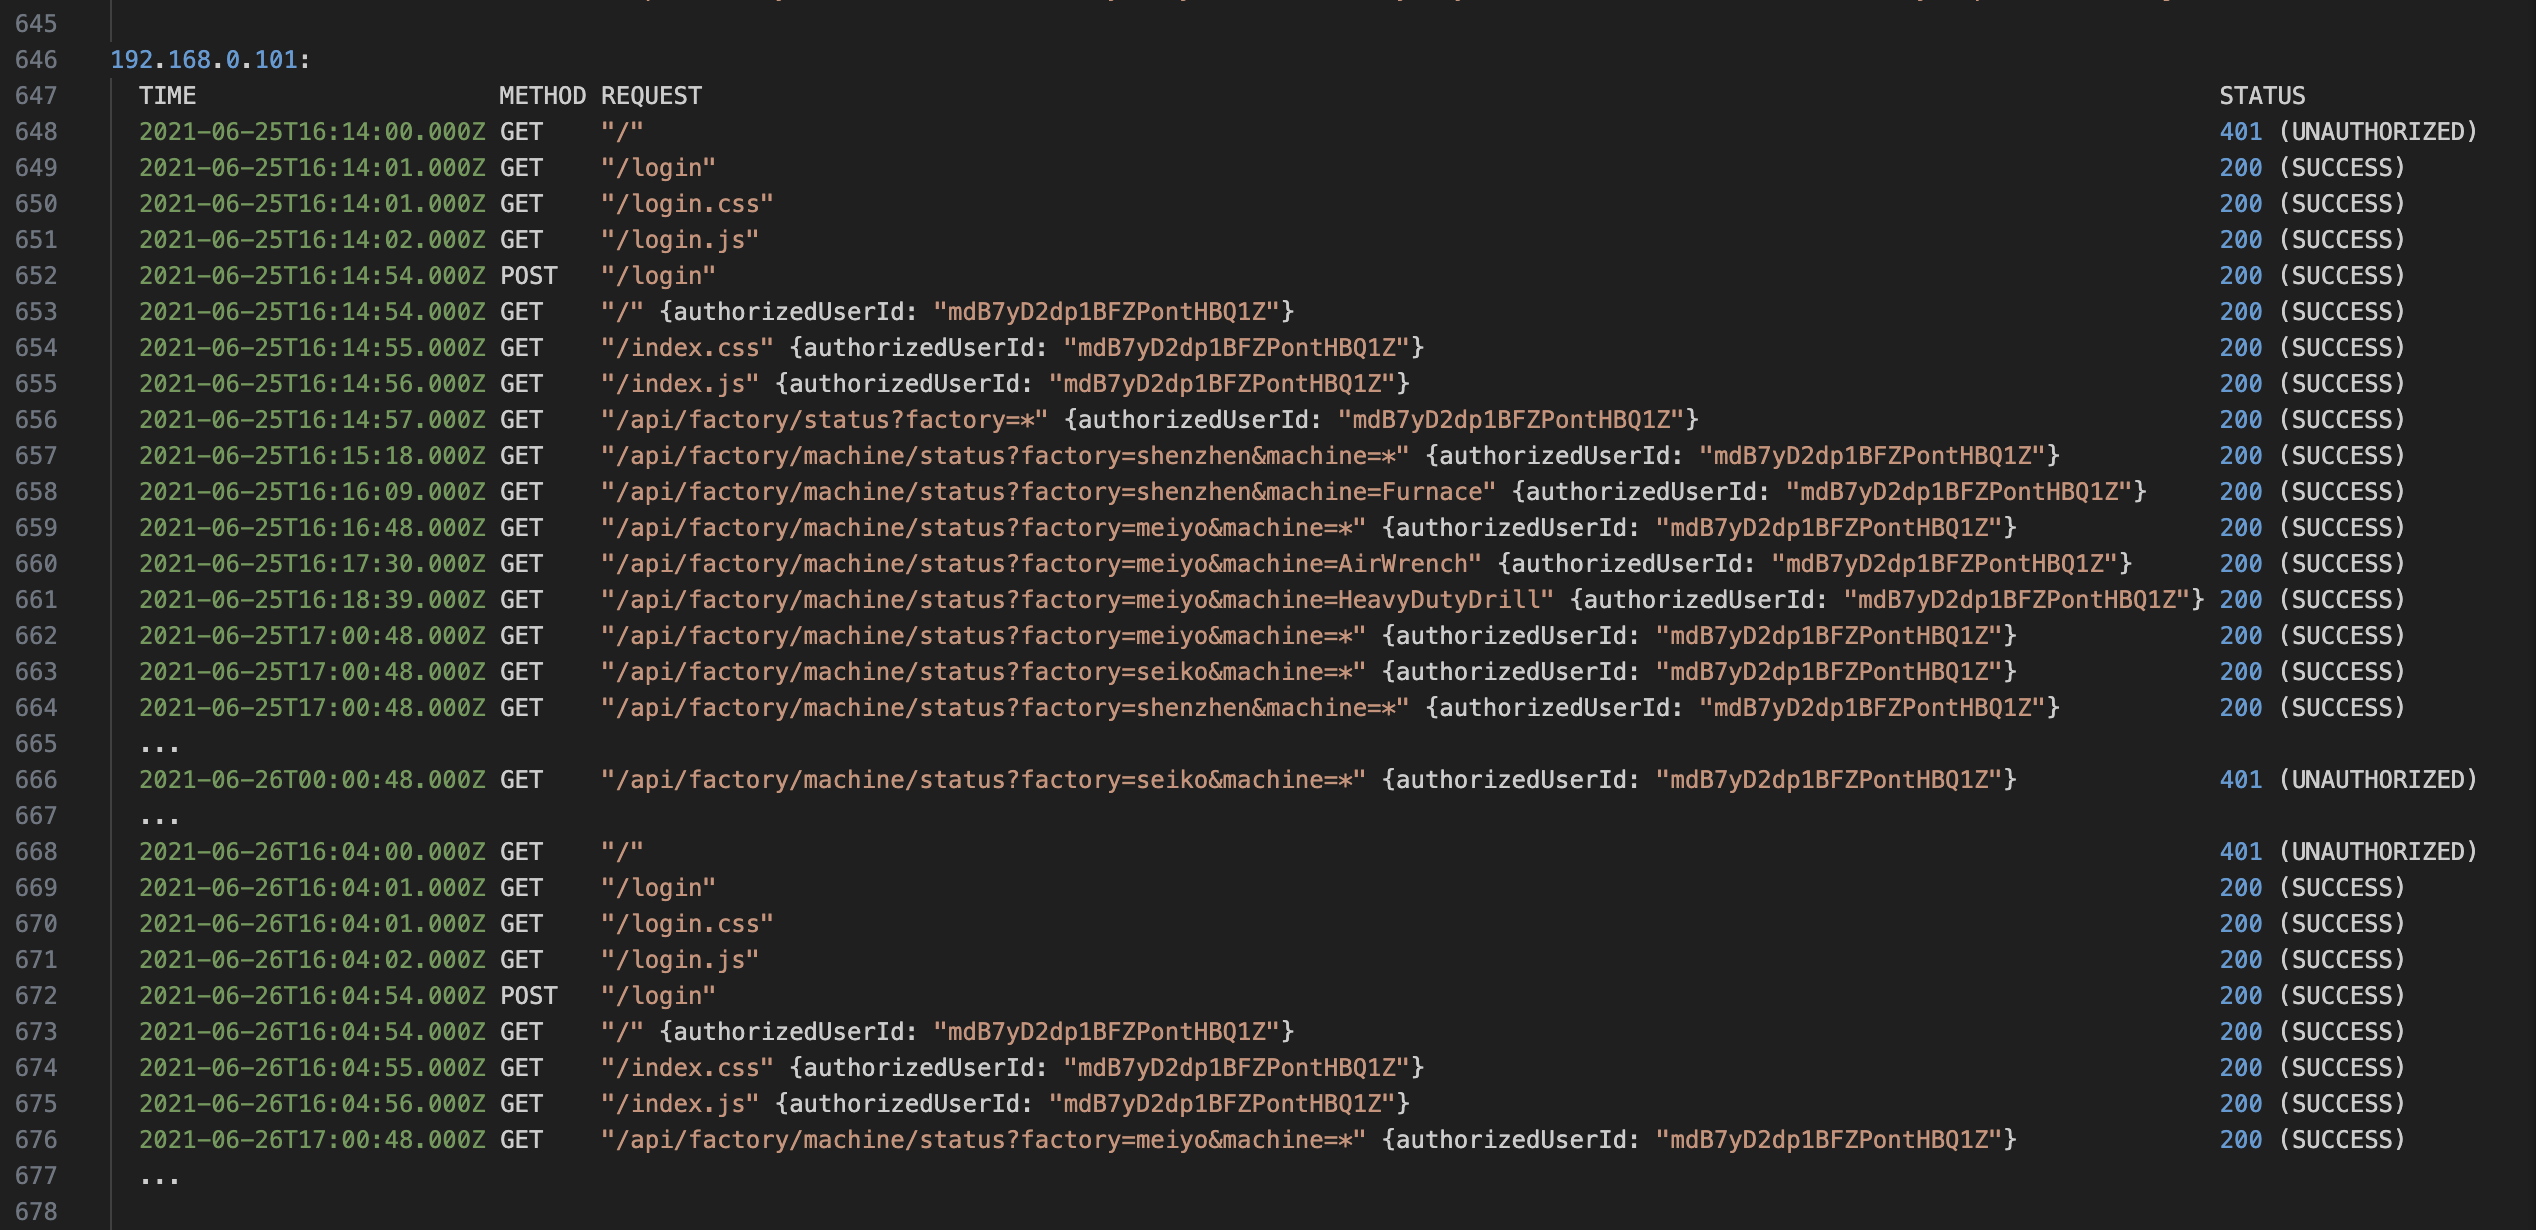 645
646 192.168.0.101:
647 TIME METHOD REQUEST STATUS
648 2021-06-25T16:14:00.000Z GET "/" 401 (UNAUTHORIZED)
649 2021-06-25T16:14:01.000Z GET "/login" 200 (SUCCESS)
650 2021-06-25T16:14:01.000Z GET "/login.css" 200 (SUCCESS)
651 2021-06-25T16:14:02.000Z GET "/login.js" 200 (SUCCESS)
652 2021-06-25T16:14:54.000Z POST "/login" 200 (SUCCESS)
653 2021-06-25T16:14:54.000Z GET "/" {authorizedUserId: "mdB7yD2dp1BFZPontHBQ1Z"} 200 (SUCCESS)
654 2021-06-25T16:14:55.000Z GET "/index.css" {authorizedUserId: "mdB7yD2dp1BFZPontHBQ1Z"} 200 (SUCCESS)
655 2021-06-25T16:14:56.000Z GET "/index.js" {authorizedUserId: "mdB7yD2dp1BFZPontHBQ1Z"} 200 (SUCCESS)
656 2021-06-25T16:14:57.000Z GET "/api/factory/status?factory=*" {authorizedUserId: "mdB7yD2dp1BFZPontHBQ1Z"} 200 (SUCCESS)
657 2021-06-25T16:15:18.000Z GET "/api/factory/machine/status?factory=shenzhen&machine=*" {authorizedUserId: "mdB7yD2dp1BFZPontHBQ1Z"} 200 (SUCCESS)
658 2021-06-25T16:16:09.000Z GET "/api/factory/machine/status?factory=shenzhen&machine=Furnace" {authorizedUserId: "mdB7yD2dp1BFZPontHBQ1Z"} 200 (SUCCESS)
659 2021-06-25T16:16:48.000Z GET "/api/factory/machine/status?factory=meiyo&machine=*" {authorizedUserId: "mdB7yD2dp1BFZPontHBQ1Z"} 200 (SUCCESS)
660 2021-06-25T16:17:30.000Z GET "/api/factory/machine/status?factory=meiyo&machine=AirWrench" {authorizedUserId: "mdB7yD2dp1BFZPontHBQ1Z"} 200 (SUCCESS)
661 2021-06-25T16:18:39.000Z GET "/api/factory/machine/status?factory=meiyo&machine=HeavyDutyDrill" {authorizedUserId: "mdB7yD2dp1BFZPontHBQ1Z"} 200 (SUCCESS)
662 2021-06-25T17:00:48.000Z GET "/api/factory/machine/status?factory=meiyo&machine=*" {authorizedUserId: "mdB7yD2dp1BFZPontHBQ1Z"} 200 (SUCCESS)
663 2021-06-25T17:00:48.000Z GET "/api/factory/machine/status?factory=seiko&machine=*" {authorizedUserId: "mdB7yD2dp1BFZPontHBQ1Z"} 200 (SUCCESS)
664 2021-06-25T17:00:48.000Z GET "/api/factory/machine/status?factory=shenzhen&machine=*" {authorizedUserId: "mdB7yD2dp1BFZPontHBQ1Z"} 200 (SUCCESS)
665 ...
666 2021-06-26T00:00:48.000Z GET "/api/factory/machine/status?factory=seiko&machine=*" {authorizedUserId: "mdB7yD2dp1BFZPontHBQ1Z"} 401 (UNAUTHORIZED)
667 ...
668 2021-06-26T16:04:00.000Z GET "/" 401 (UNAUTHORIZED)
669 2021-06-26T16:04:01.000Z GET "/login" 200 (SUCCESS)
670 2021-06-26T16:04:01.000Z GET "/login.css" 200 (SUCCESS)
671 2021-06-26T16:04:02.000Z GET "/login.js" 200 (SUCCESS)
672 2021-06-26T16:04:54.000Z POST "/login" 200 (SUCCESS)
673 2021-06-26T16:04:54.000Z GET "/" {authorizedUserId: "mdB7yD2dp1BFZPontHBQ1Z"} 200 (SUCCESS)
674 2021-06-26T16:04:55.000Z GET "/index.css" {authorizedUserId: "mdB7yD2dp1BFZPontHBQ1Z"} 200 (SUCCESS)
675 2021-06-26T16:04:56.000Z GET "/index.js" {authorizedUserId: "mdB7yD2dp1BFZPontHBQ1Z"} 200 (SUCCESS)
676 2021-06-26T17:00:48.000Z GET "/api/factory/machine/status?factory=meiyo&machine=*" {authorizedUserId: "mdB7yD2dp1BFZPontHBQ1Z"} 200 (SUCCESS)
677 ...
678